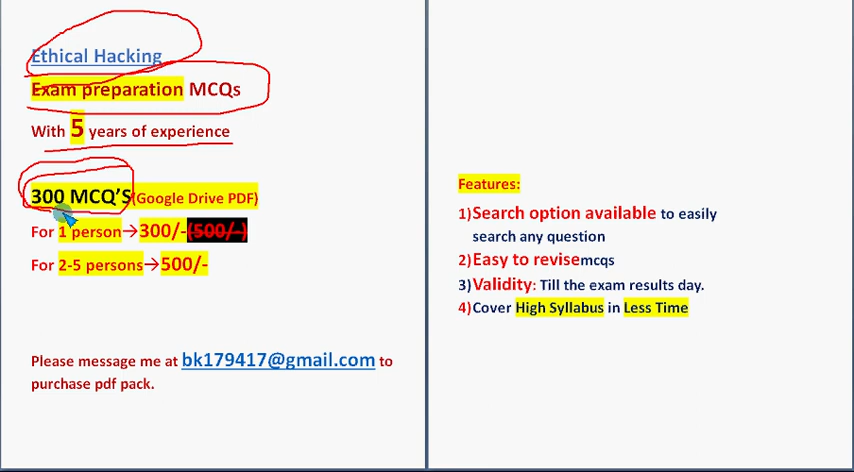 Ethical Hacking
Exam preparation MCQs
With 5 years of experience
300 MCQ'S(Google Drive PDF)
For 1 person→300/-(500/-)
For 2-5 persons→500/-
Please message me at bk179417@gmail.com to
purchase pdf pack.
Features:
1)Search option available to easily
search any question
2)Easy to revisemcqs
3)Validity: Till the exam results day.
4)Cover High Syllabus in Less Time